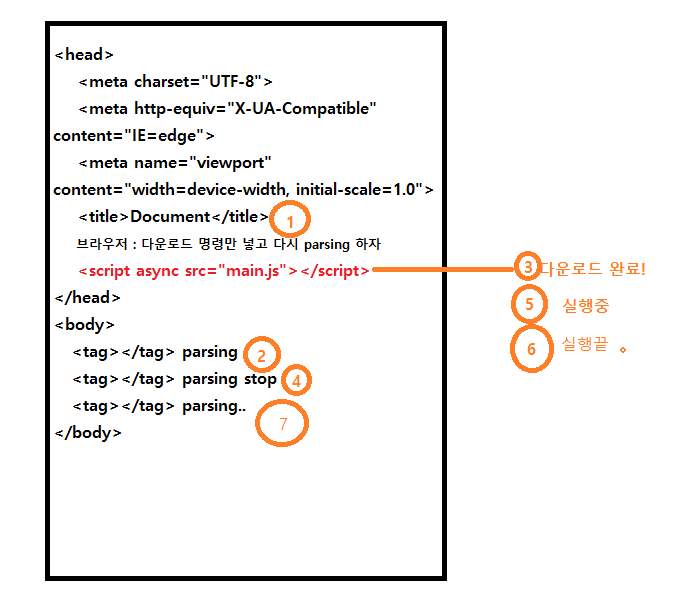 <head>
<meta charset="UTF-8">
<meta http-equiv="X-UA-Compatible"
content="IE=edge">
<meta name="viewport"
content="width=device-width, initial-scale=1.0">
<title>Document</title> 1
브라우저 : 다운로드 명령만 넣고 다시 parsing 하자
<script async src="main.js"></script> 3 다운로드 완료!
</head> 5 실행중
<body>
<tag></tag> parsing 2 6 실행끝 。
<tag></tag> parsing stop 4
<tag></tag> parsing.. 7
</body>